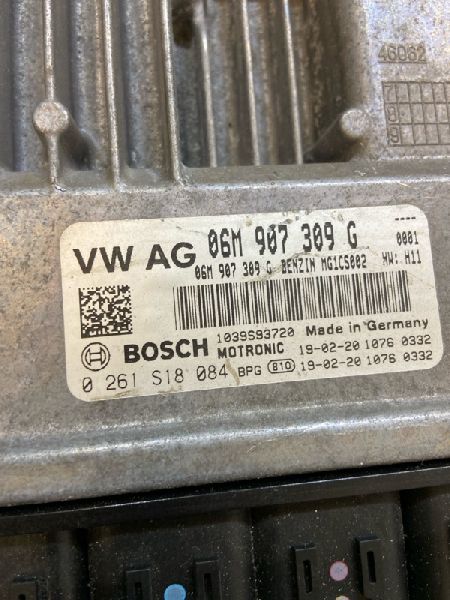 46062
VW AG 06M 907 309 G ----
06M 907 309 G BENZIN MG1CS002 0001
HW: H11
BOSCH 1039S93720 Made in Germany
MOTRONIC 19-02-20 1076 0332
0 261 S18 084 BPG B10 19-02-20 1076 0332